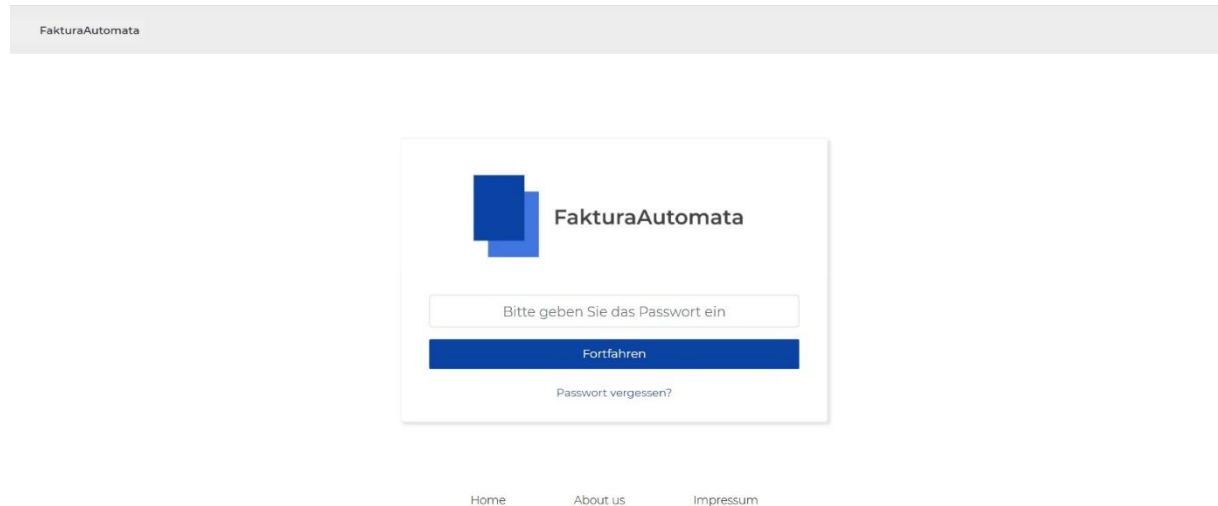 FakturaAutomata
FakturaAutomata
Bitte geben Sie das Passwort ein
Fortfahren
Passwort vergessen?
Home About us Impressum